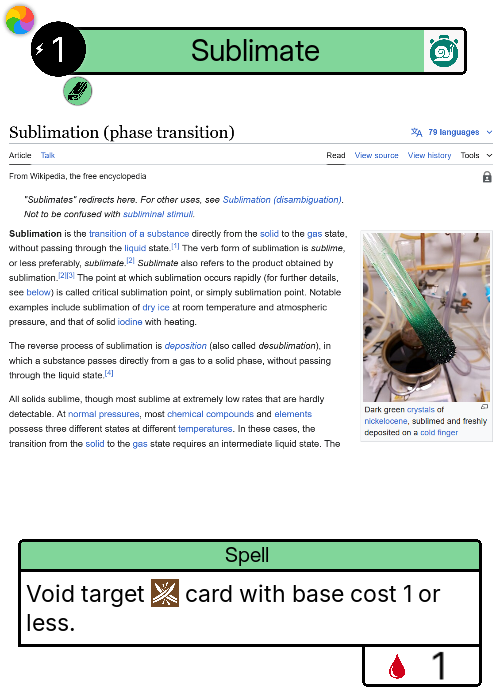 1
Sublimate
Sublimation (phase transition)
79 languages
Article Talk Read View source View history Tools
From Wikipedia, the free encyclopedia
"Sublimates" redirects here. For other uses, see Sublimation (disambiguation).
Not to be confused with subliminal stimuli.
Sublimation is the transition of a substance directly from the solid to the gas state,
without passing through the liquid state.[1] The verb form of sublimation is sublime,
or less preferably, sublimate.[2] Sublimate also refers to the product obtained by
sublimation.[2][3] The point at which sublimation occurs rapidly (for further details,
see below) is called critical sublimation point, or simply sublimation point. Notable
examples include sublimation of dry ice at room temperature and atmospheric
pressure, and that of solid iodine with heating.
The reverse process of sublimation is deposition (also called desublimation), in
which a substance passes directly from a gas to a solid phase, without passing
through the liquid state.[4]
All solids sublime, though most sublime at extremely low rates that are hardly
detectable. At normal pressures, most chemical compounds and elements
possess three different states at different temperatures. In these cases, the
transition from the solid to the gas state requires an intermediate liquid state. The
Dark green crystals of
nickelocene, sublimed and freshly
deposited on a cold finger
Spell
Void target card with base cost 1 or
less.
1